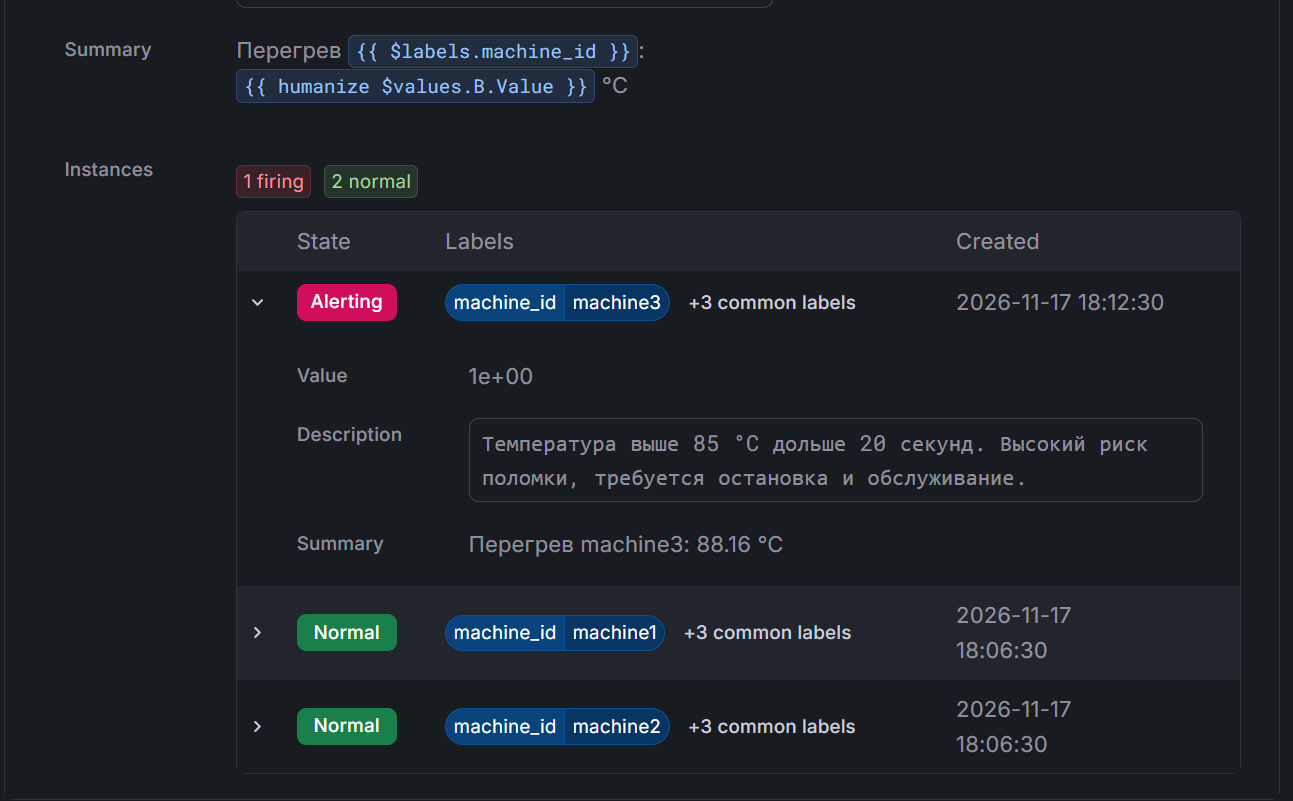 Summary
Перегрев {{ $labels.machine_id }}:
{{ humanize $values.B.Value }} °C
Instances
1 firing 2 normal
State Labels Created
Alerting machine_id machine3 +3 common labels 2026-11-17 18:12:30
Value 1e+00
Description
Температура выше 85 °C дольше 20 секунд. Высокий риск
поломки, требуется остановка и обслуживание.
Summary Перегрев machine3: 88.16 °C
Normal machine_id machine1 +3 common labels 2026-11-17
18:06:30
Normal machine_id machine2 +3 common labels 2026-11-17
18:06:30